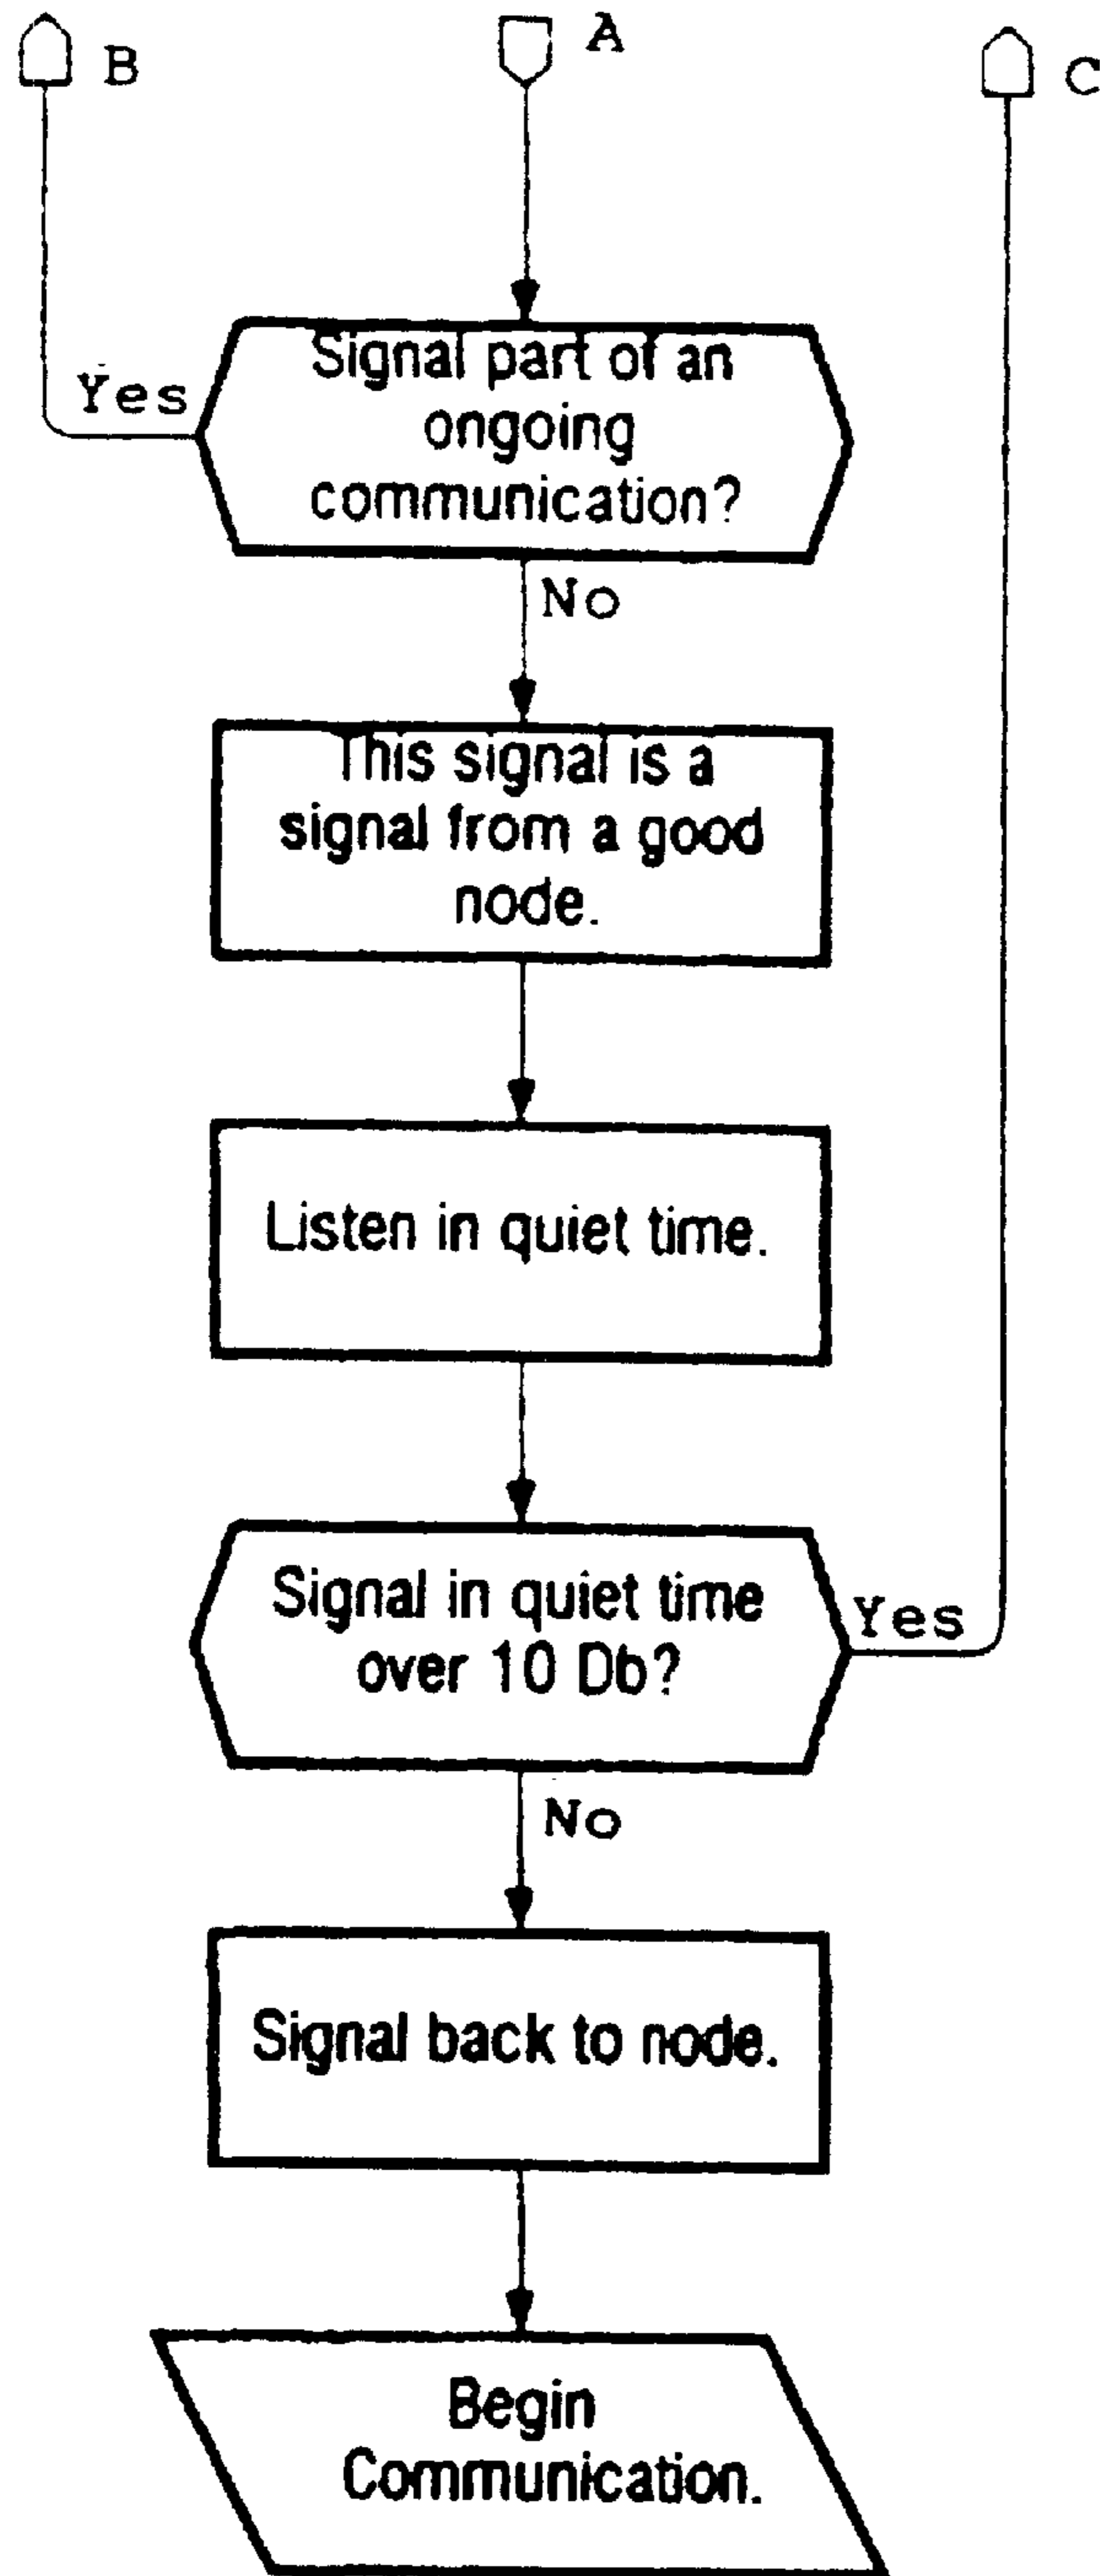 B
A
C
Signal part of an
ongoing
communication?
Yes
No
This signal is a
signal from a good
node.
Listen in quiet time.
Signal in quiet time
over 10 Db?
Yes
No
Signal back to node.
Begin
Communication.